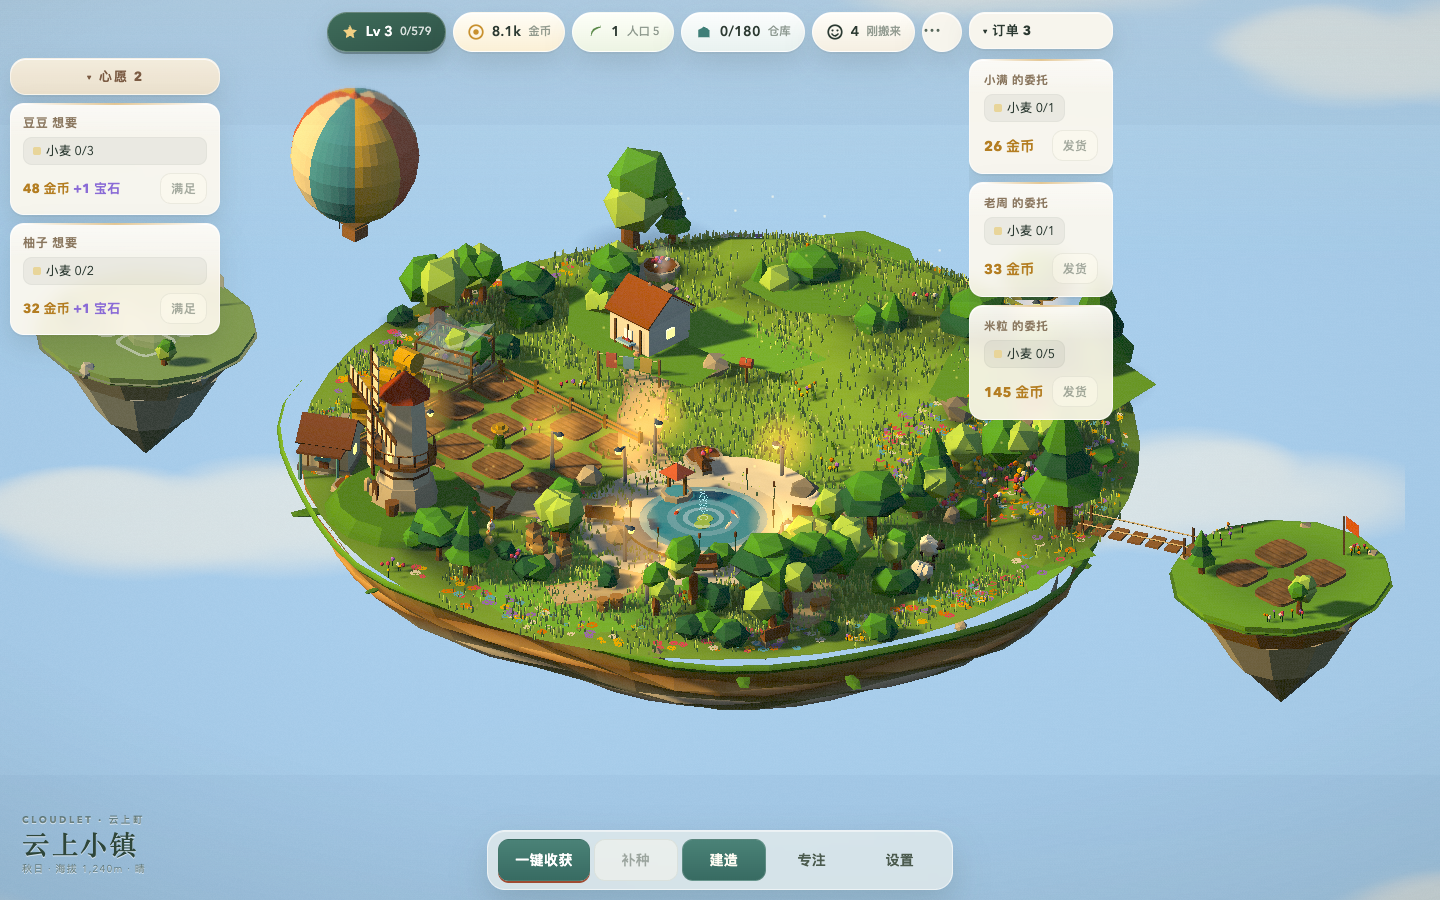 Lv 3 0/579
8.1k 金币
1 人口 5
0/180 仓库
4 刚搬来
···
▾ 订单 3
▾ 心愿 2
豆豆 想要
小麦 0/3
48 金币 +1 宝石 满足
柚子 想要
小麦 0/2
32 金币 +1 宝石 满足
小满 的委托
小麦 0/1
26 金币 发货
老周 的委托
小麦 0/1
33 金币 发货
米粒 的委托
小麦 0/5
145 金币 发货
CLOUDLET · 云上町
云上小镇
秋日 · 海拔 1,240m · 晴
一键收获 补种 建造 专注 设置